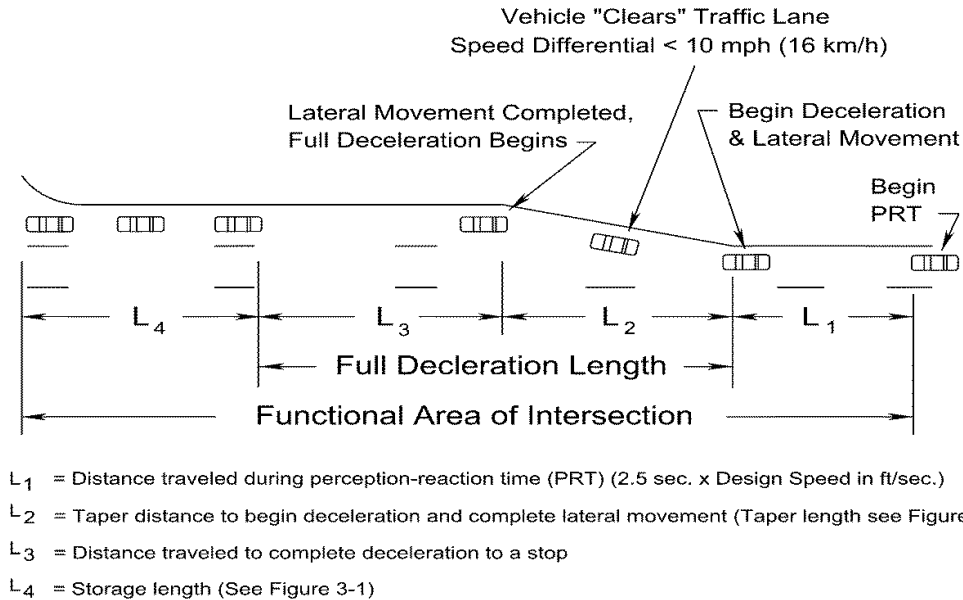 Vehicle "Clears" Traffic Lane
Speed Differential < 10 mph (16 km/h)
Lateral Movement Completed,
Full Deceleration Begins
Begin Deceleration
& Lateral Movement
Begin
PRT
L4
L3
L2
L1
Full Decleration Length
Functional Area of Intersection
L1 = Distance traveled during perception-reaction time (PRT) (2.5 sec. x Design Speed in ft/sec.)
L2 = Taper distance to begin deceleration and complete lateral movement (Taper length see Figure
L3 = Distance traveled to complete deceleration to a stop
L4 = Storage length (See Figure 3-1)